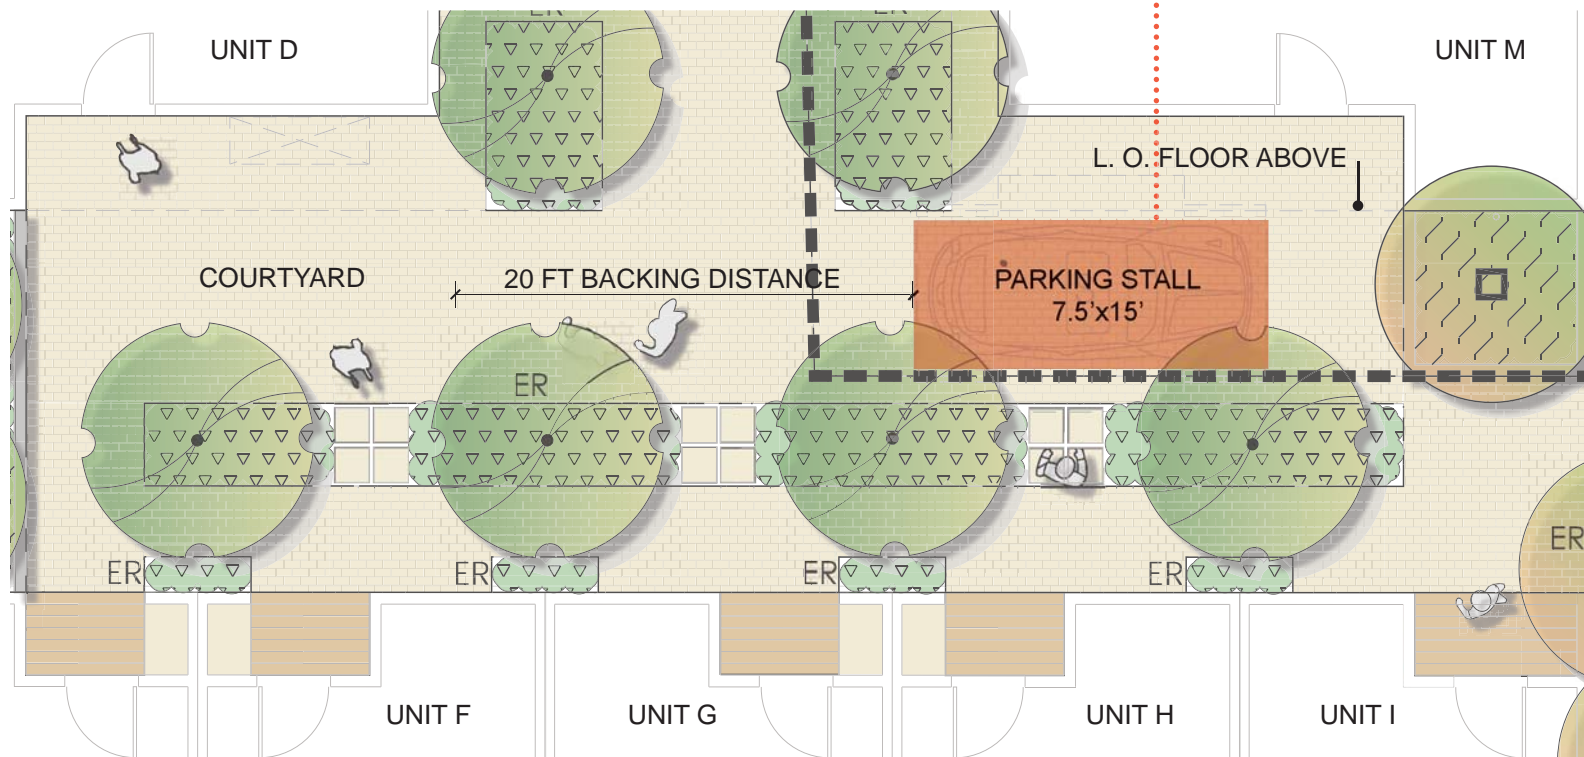 ER
UNIT D
UNIT M
L. O. FLOOR ABOVE
COURTYARD
20 FT BACKING DISTANCE
PARKING STALL
7.5’x15’
ER
ER
ER
ER
ER
ER
UNIT F
UNIT G
UNIT H
UNIT I